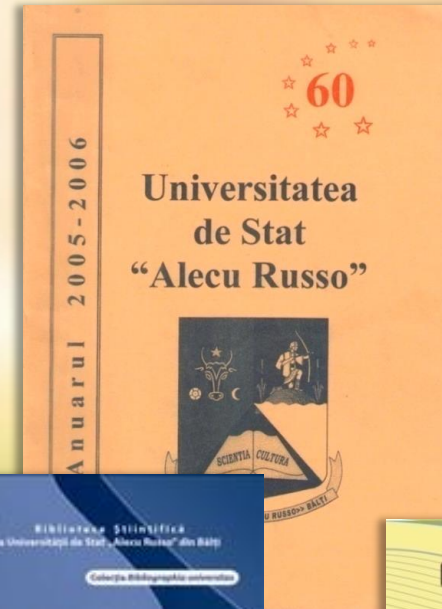 60
Anuarul 2005-2006
Universitatea
de Stat
“Alecu Russo”
SCIENTIA CULTURA
RUSSO>> BĂLŢI
Biblioteca Ştiinţifică
a Universităţii de Stat „Alecu Russo” din Bălţi
Colecţia Bibliographia universitas